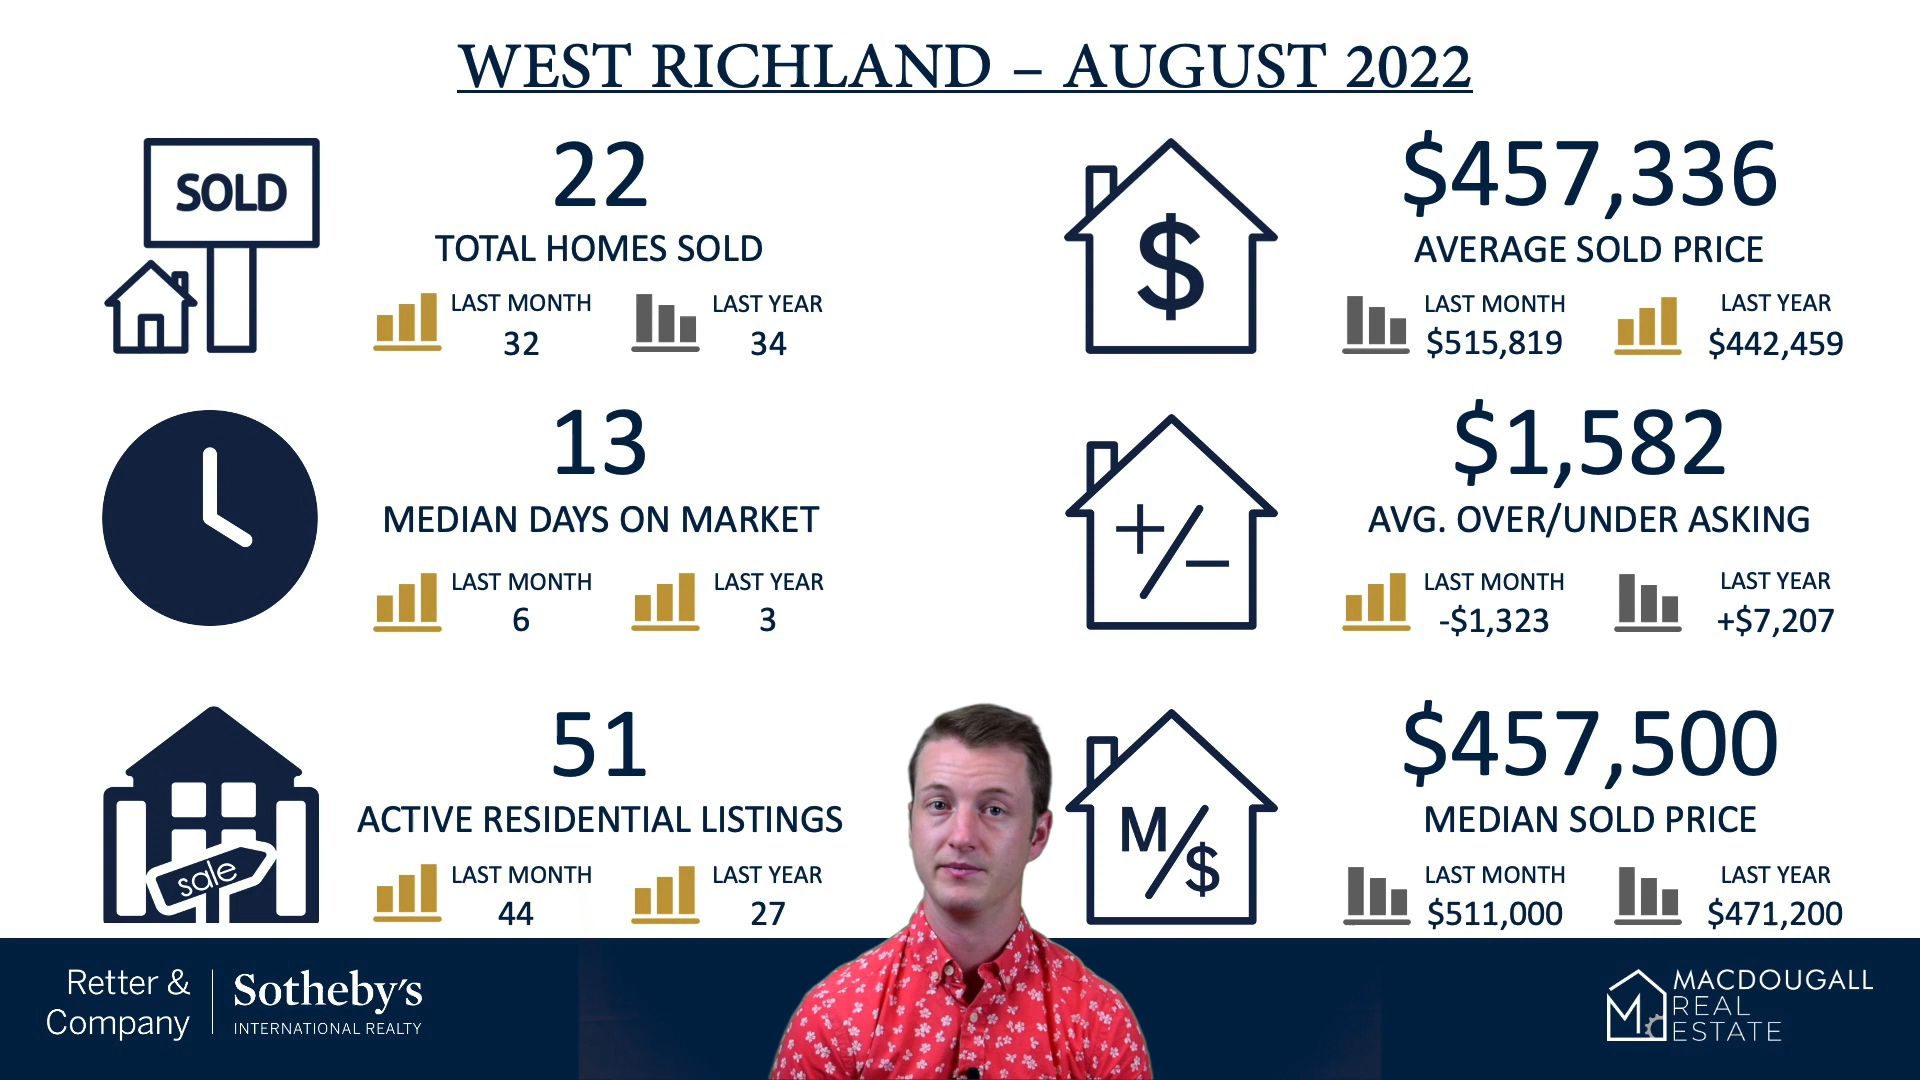 WEST RICHLAND – AUGUST 2022
SOLD
22
TOTAL HOMES SOLD
LAST MONTH
32
LAST YEAR
34
$
$457,336
AVERAGE SOLD PRICE
LAST MONTH
$515,819
LAST YEAR
$442,459
13
MEDIAN DAYS ON MARKET
LAST MONTH
6
LAST YEAR
3
+/−
$1,582
AVG. OVER/UNDER ASKING
LAST MONTH
-$1,323
LAST YEAR
+$7,207
sale
51
ACTIVE RESIDENTIAL LISTINGS
LAST MONTH
44
LAST YEAR
27
M/$
$457,500
MEDIAN SOLD PRICE
LAST MONTH
$511,000
LAST YEAR
$471,200
Retter &
Company
Sotheby's
INTERNATIONAL REALTY
M
MACDOUGALL
REAL
ESTATE